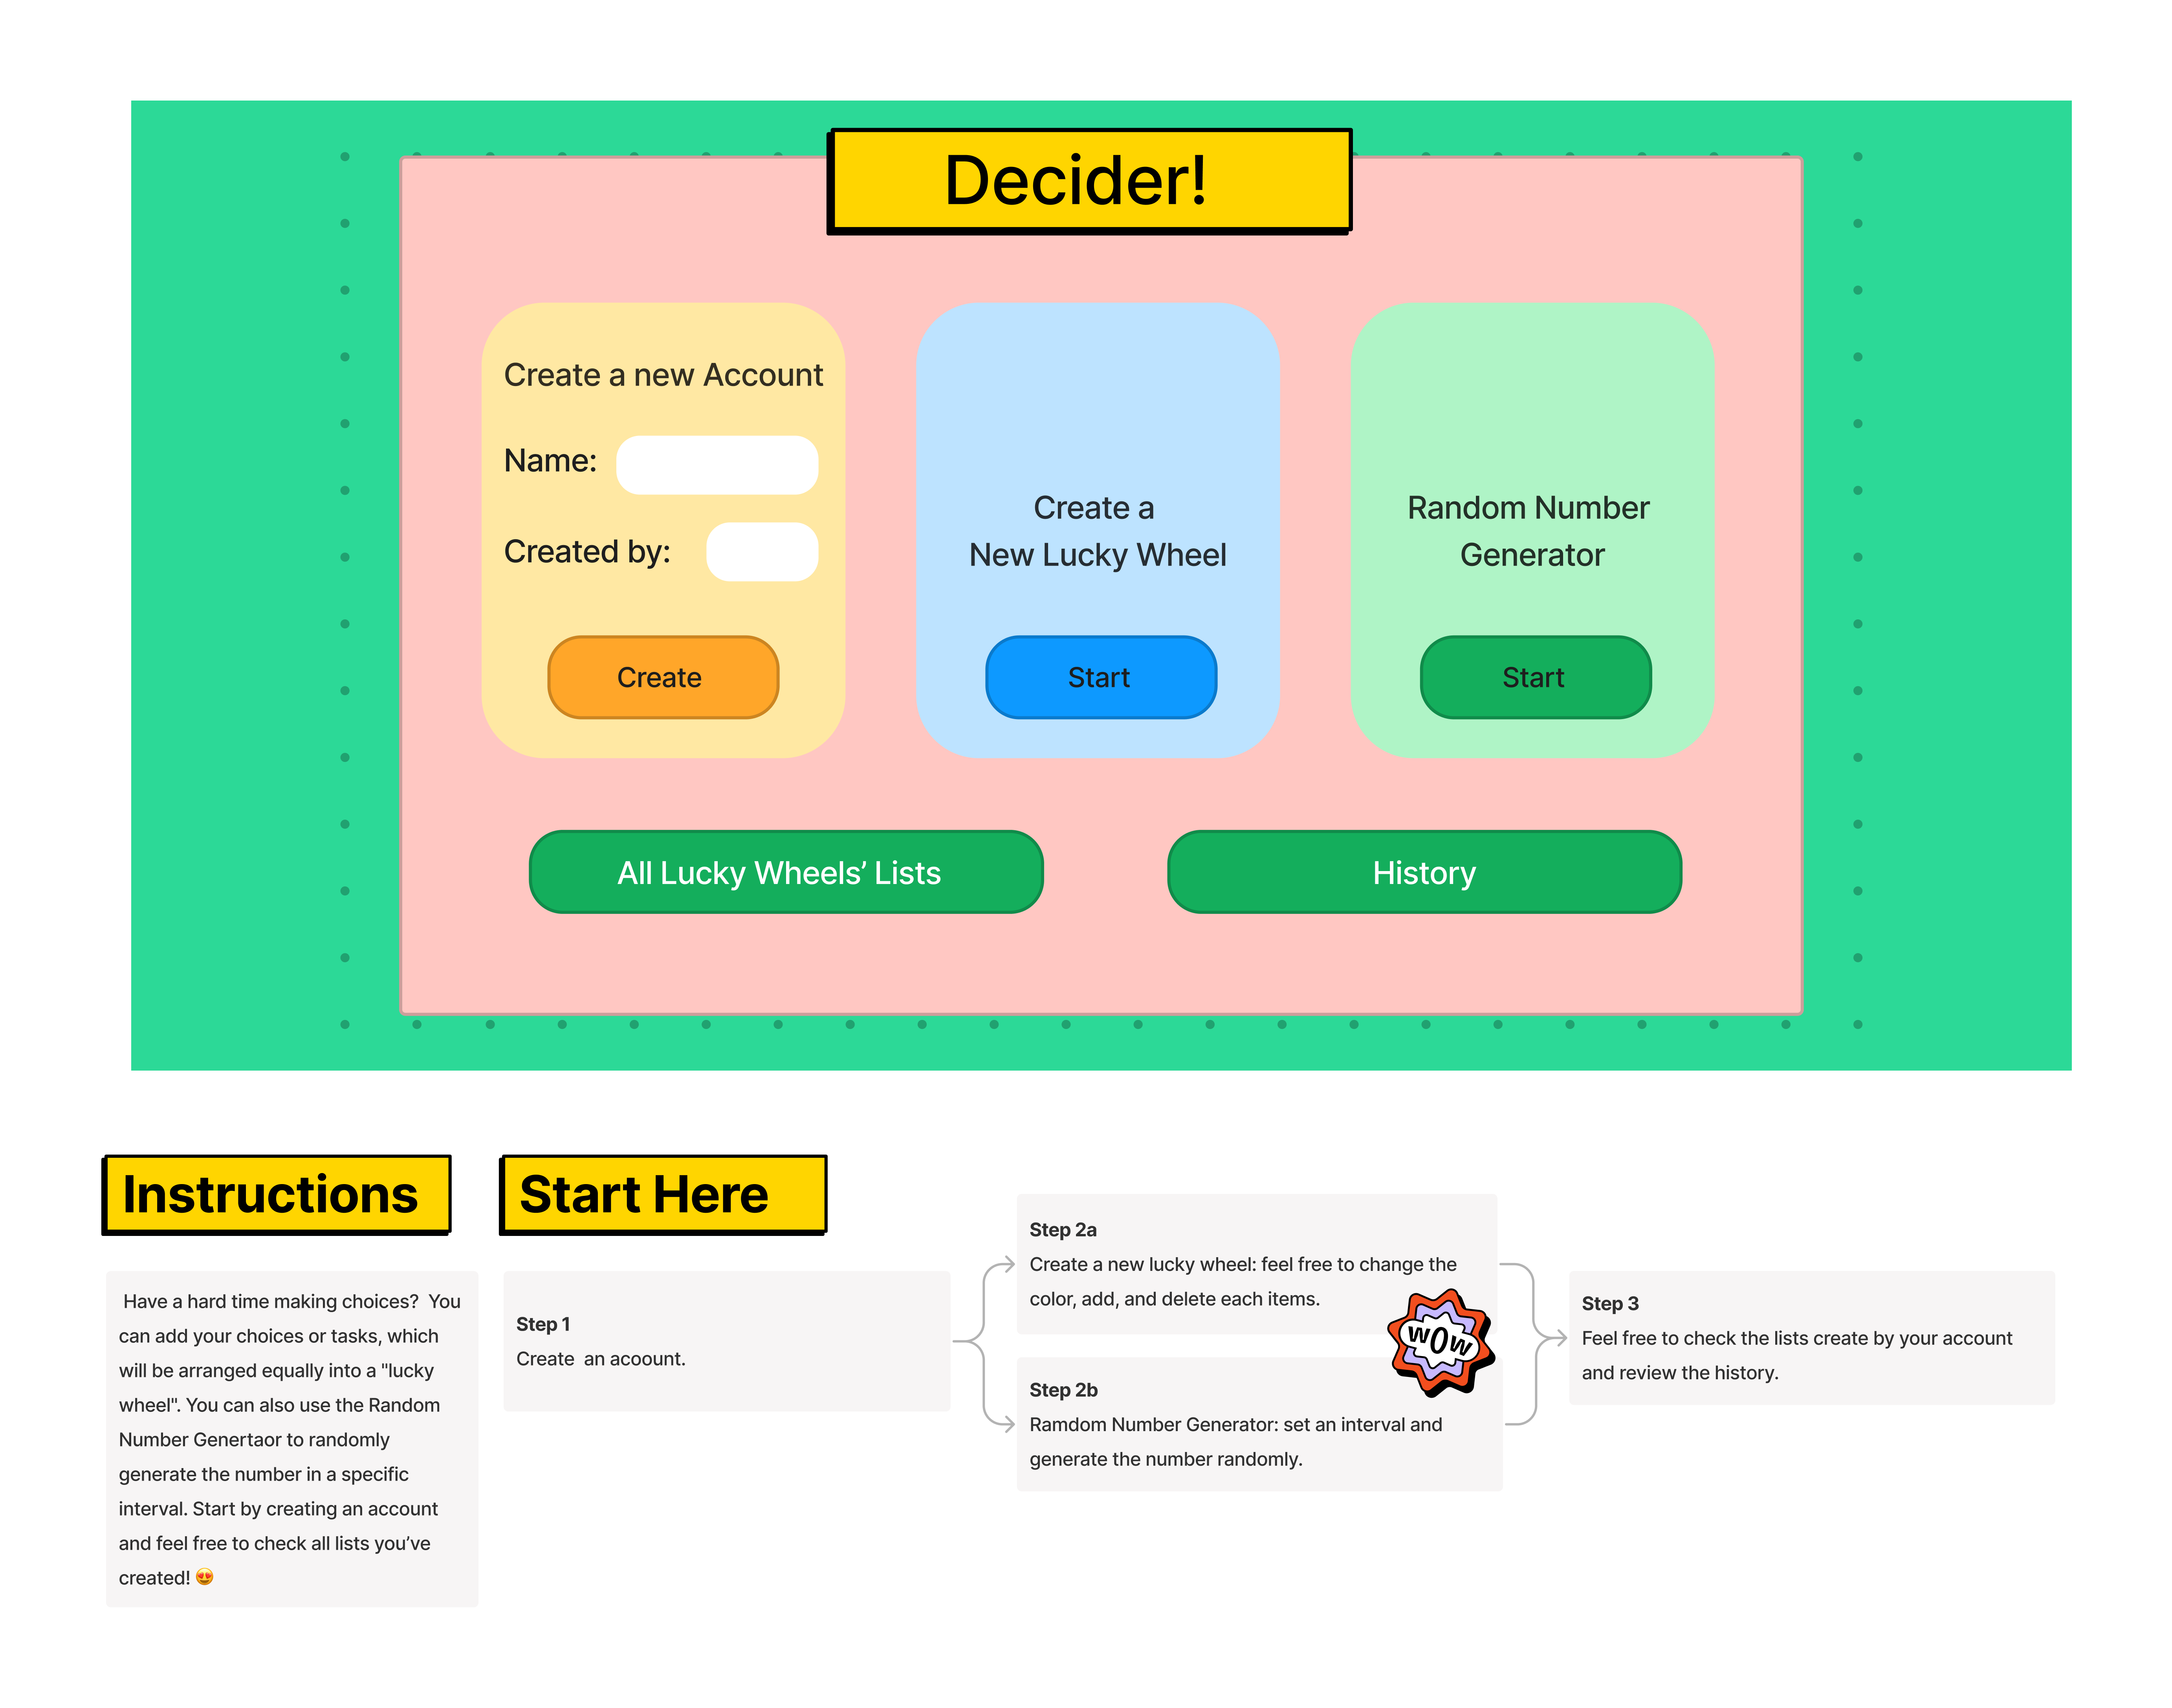 Decider!
Create a new Account
Name:
Created by:
Create
Create a
New Lucky Wheel
Start
Random Number
Generator
Start
All Lucky Wheels’ Lists
History
Instructions
Have a hard time making choices?  You
can add your choices or tasks, which
will be arranged equally into a "lucky
wheel". You can also use the Random
Number Genertaor to randomly
generate the number in a specific
interval. Start by creating an account
and feel free to check all lists you’ve
created! 😍
Start Here
Step 1
Create  an acoount.
Step 2a
Create a new lucky wheel: feel free to change the
color, add, and delete each items.
WOW
Step 2b
Ramdom Number Generator: set an interval and
generate the number randomly.
Step 3
Feel free to check the lists create by your account
and review the history.